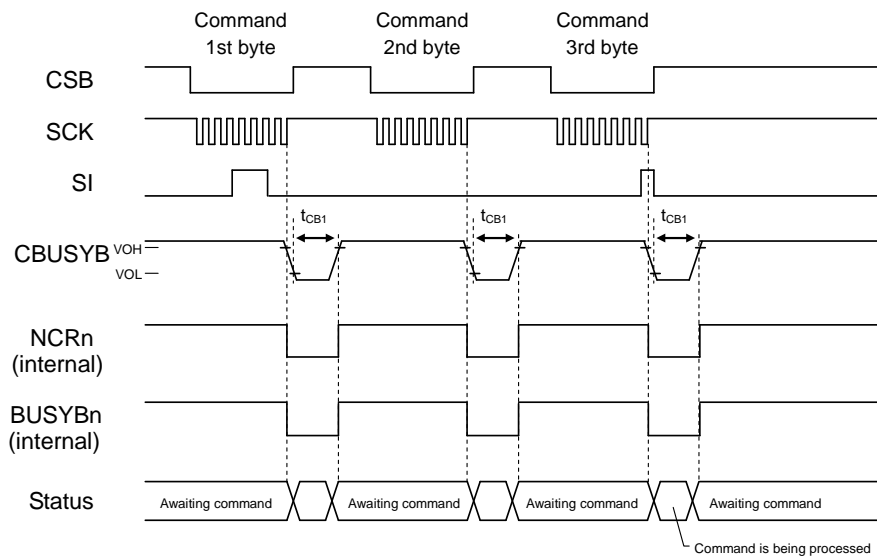 Command
1st byte
Command
2nd byte
Command
3rd byte
CSB
SCK
SI
tCB1
tCB1
tCB1
CBUSYB
VOH
VOL
NCRn
(internal)
BUSYBn
(internal)
Status
Awaiting command
Awaiting command
Awaiting command
Awaiting command
Command is being processed